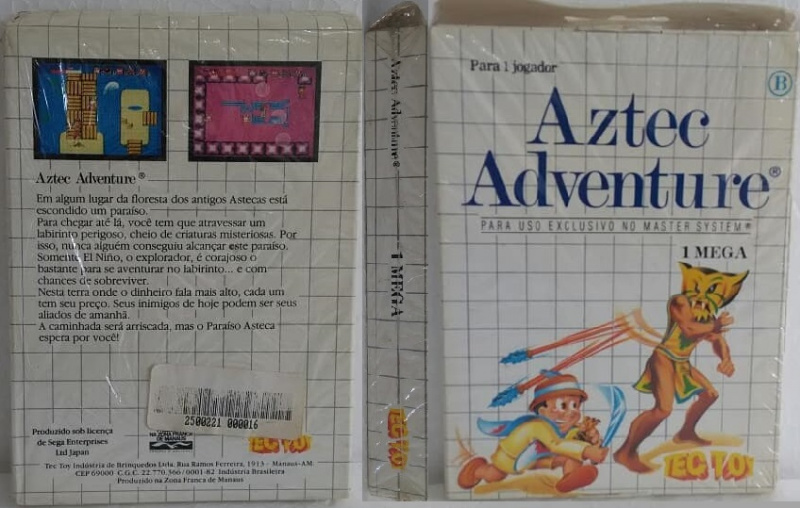 Aztec Adventure®
Em algum lugar da floresta dos antigos Astecas está
escondido um paraíso.
Para chegar até lá, você tem que atravessar um
labirinto perigoso, cheio de criaturas misteriosas. Por
isso, nunca alguém conseguiu alcançar este paraíso.
Somente El Niño, o explorador, é corajoso o
bastante para se aventurar no labirinto... e com
chances de sobreviver.
Nesta terra onde o dinheiro fala mais alto, cada um
tem seu preço. Seus inimigos de hoje podem ser seus
aliados de amanhã.
A caminhada será arriscada, mas o Paraíso Asteca
espera por você!
2500221 000016
Produzido sob licença
de Sega Enterprises
Ltd Japan
NA ZONA FRANCA
DE MANAUS
TEC TOY
Tec Toy Indústria de Brinquedos Ltda. Rua Ramos Ferreira, 1913 - Manaus-AM
CEP 69000 C.G.C. 22.770.366/0001-82 Indústria Brasileira
Produzido na Zona Franca de Manaus
Aztec Adventure®
1 MEGA
TEC TOY
Para 1 jogador
B
Aztec
Adventure®
PARA USO EXCLUSIVO NO MASTER SYSTEM®
1 MEGA
TEC TOY